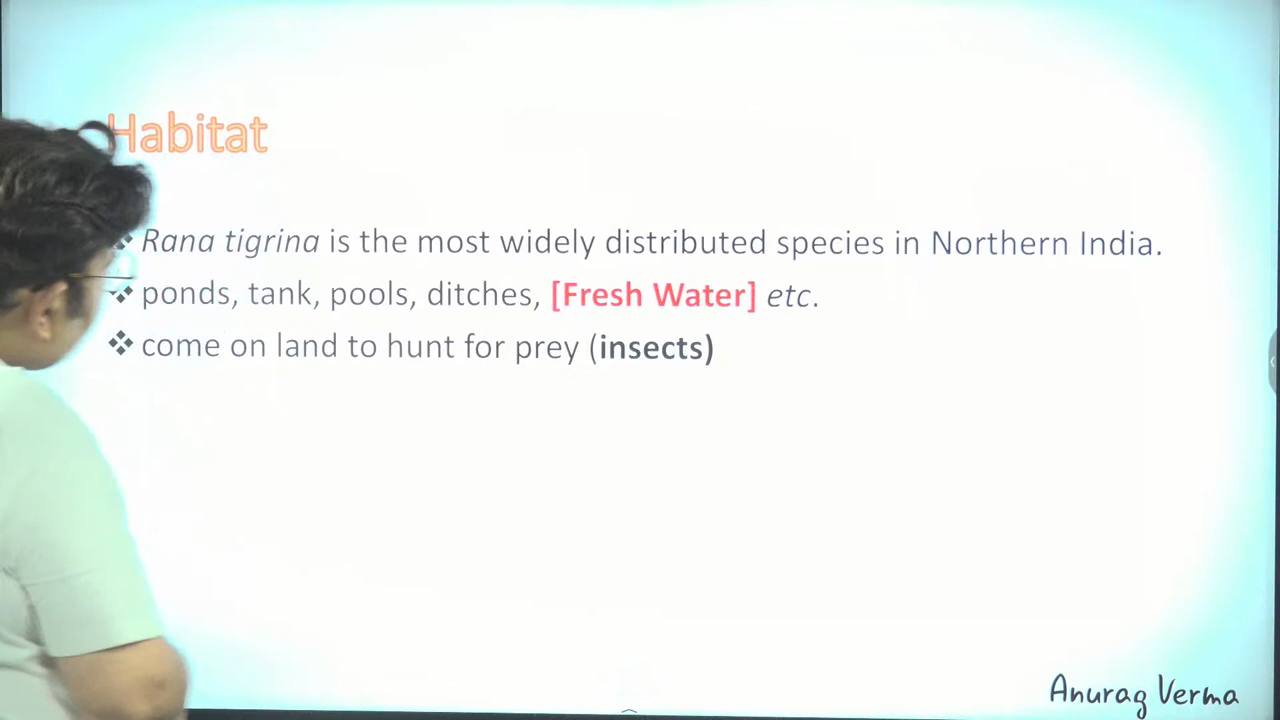 Habitat
❖ Rana tigrina is the most widely distributed species in Northern India.
❖ ponds, tank, pools, ditches, [Fresh Water] etc.
❖ come on land to hunt for prey (insects)
Anurag Verma